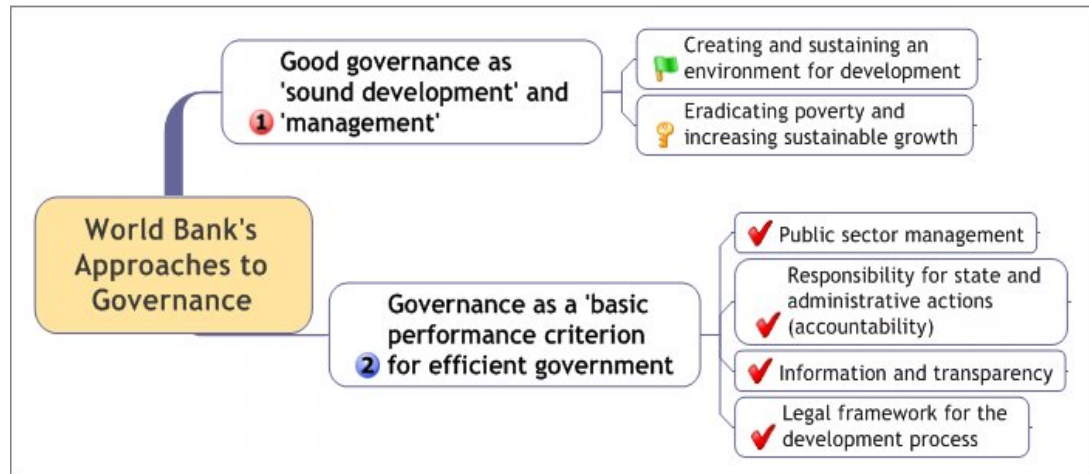 World Bank's
Approaches to
Governance
1
Good governance as
'sound development' and
'management'
Creating and sustaining an
environment for development
Eradicating poverty and
increasing sustainable growth
2
Governance as a 'basic
performance criterion
for efficient government
Public sector management
Responsibility for state and
administrative actions
(accountability)
Information and transparency
Legal framework for the
development process